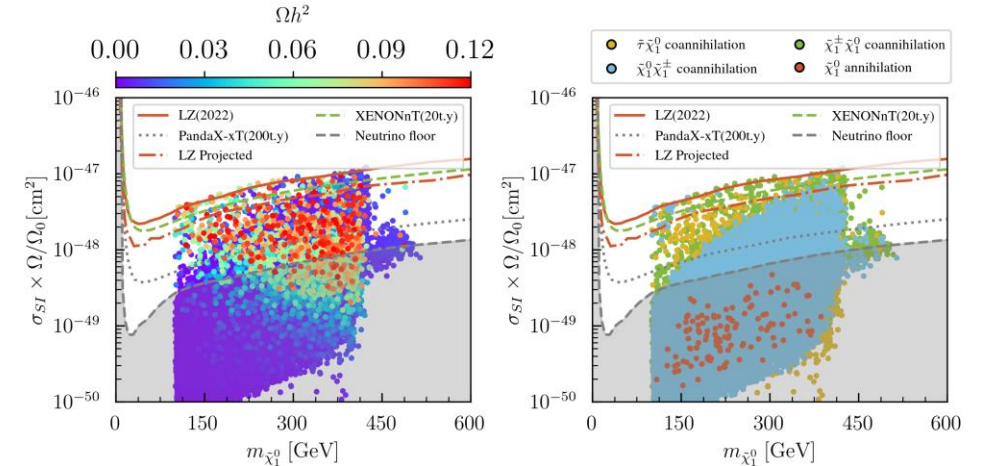 Ωh²
0.00 0.03 0.06 0.09 0.12
LZ(2022)
PandaX-xT(200t.y)
LZ Projected
XENONnT(20t.y)
Neutrino floor
10⁻⁴⁶
10⁻⁴⁷
10⁻⁴⁸
10⁻⁴⁹
10⁻⁵⁰
σ_SI × Ω/Ω₀[cm²]
0 150 300 450 600
m_χ̃₁⁰ [GeV]
τ̃χ̃₁⁰ coannihilation
χ̃₁⁰χ̃₁^± coannihilation
χ̃₁^±χ̃₁⁰ coannihilation
χ̃₁⁰ annihilation
LZ(2022)
PandaX-xT(200t.y)
LZ Projected
XENONnT(20t.y)
Neutrino floor
10⁻⁴⁶
10⁻⁴⁷
10⁻⁴⁸
10⁻⁴⁹
10⁻⁵⁰
σ_SI × Ω/Ω₀[cm²]
0 150 300 450 600
m_χ̃₁⁰ [GeV]